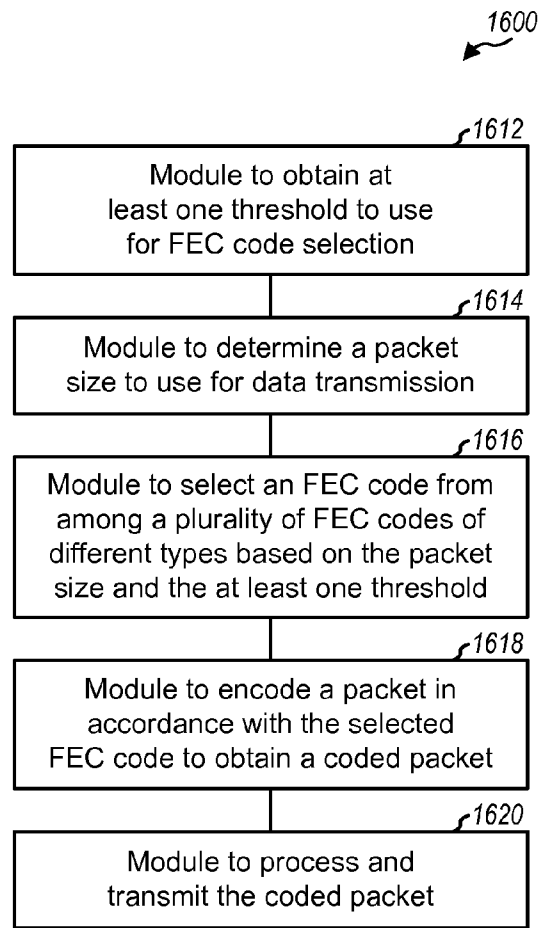 1600
1612
Module to obtain at
least one threshold to use
for FEC code selection
1614
Module to determine a packet
size to use for data transmission
1616
Module to select an FEC code from
among a plurality of FEC codes of
different types based on the packet
size and the at least one threshold
1618
Module to encode a packet in
accordance with the selected
FEC code to obtain a coded packet
1620
Module to process and
transmit the coded packet